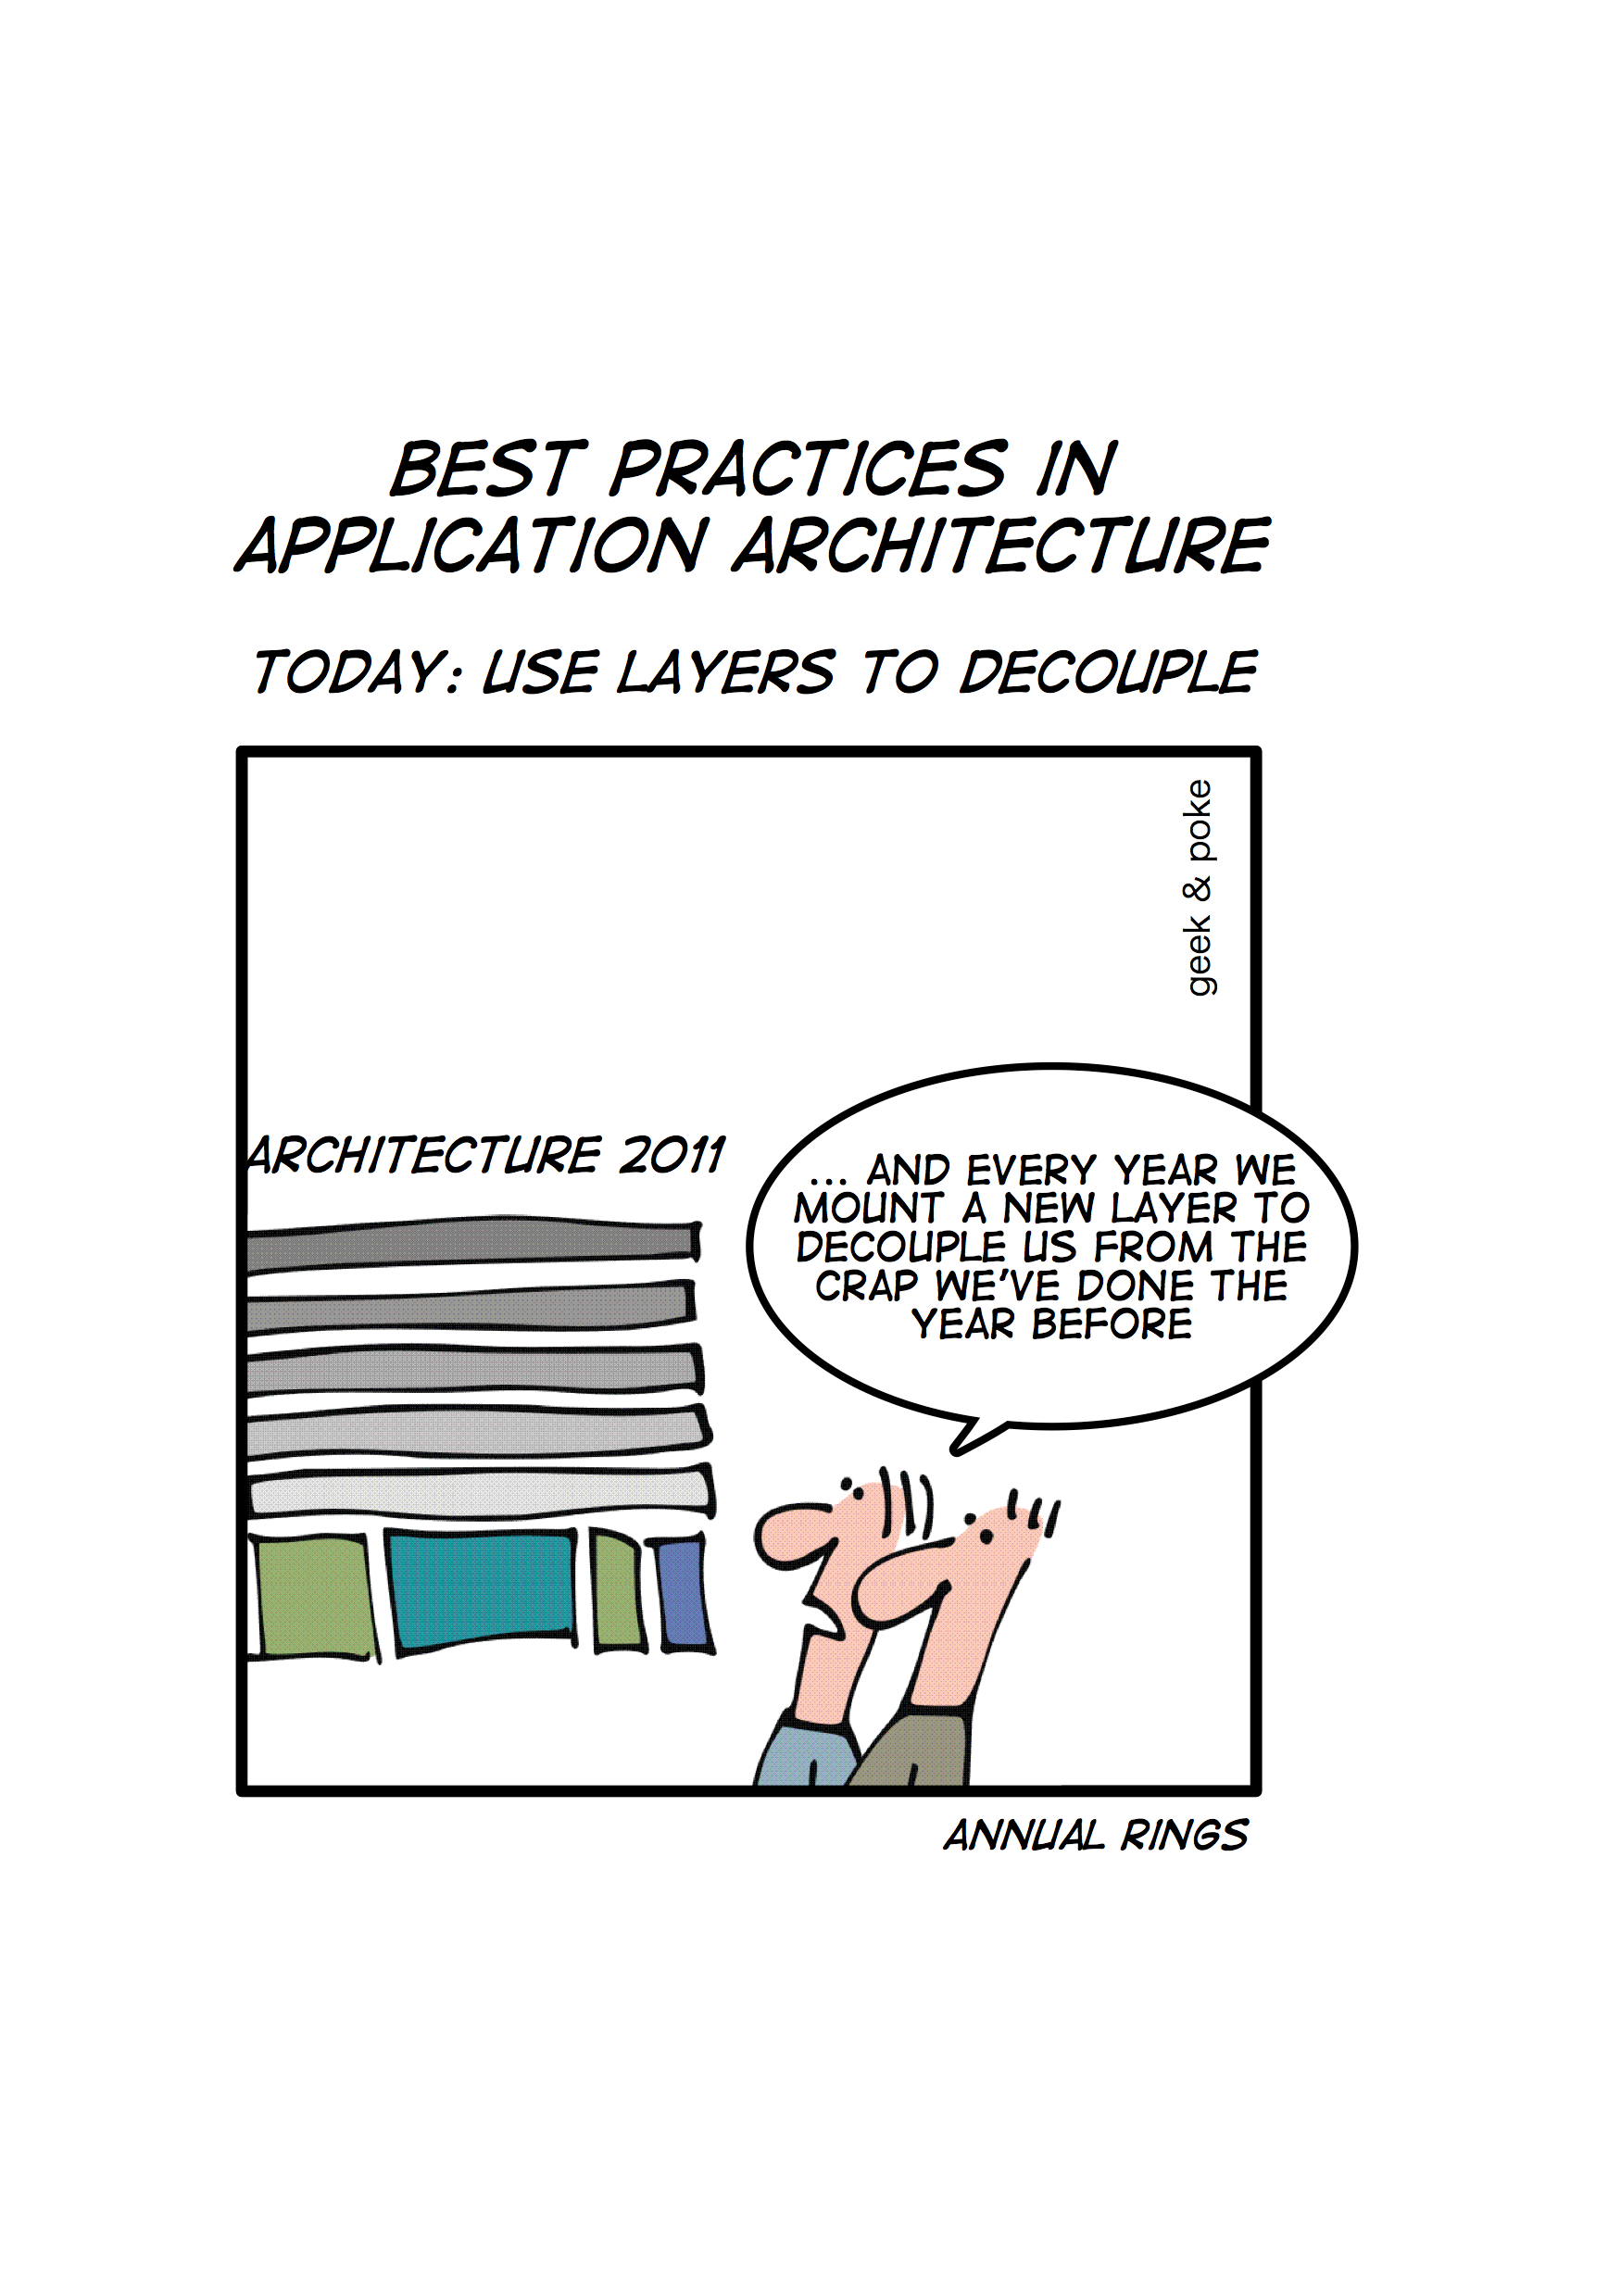 BEST PRACTICES IN
APPLICATION ARCHITECTURE
TODAY: USE LAYERS TO DECOUPLE
geek & poke
ARCHITECTURE 2011
... AND EVERY YEAR WE
MOUNT A NEW LAYER TO
DECOUPLE US FROM THE
CRAP WE'VE DONE THE
YEAR BEFORE
ANNUAL RINGS